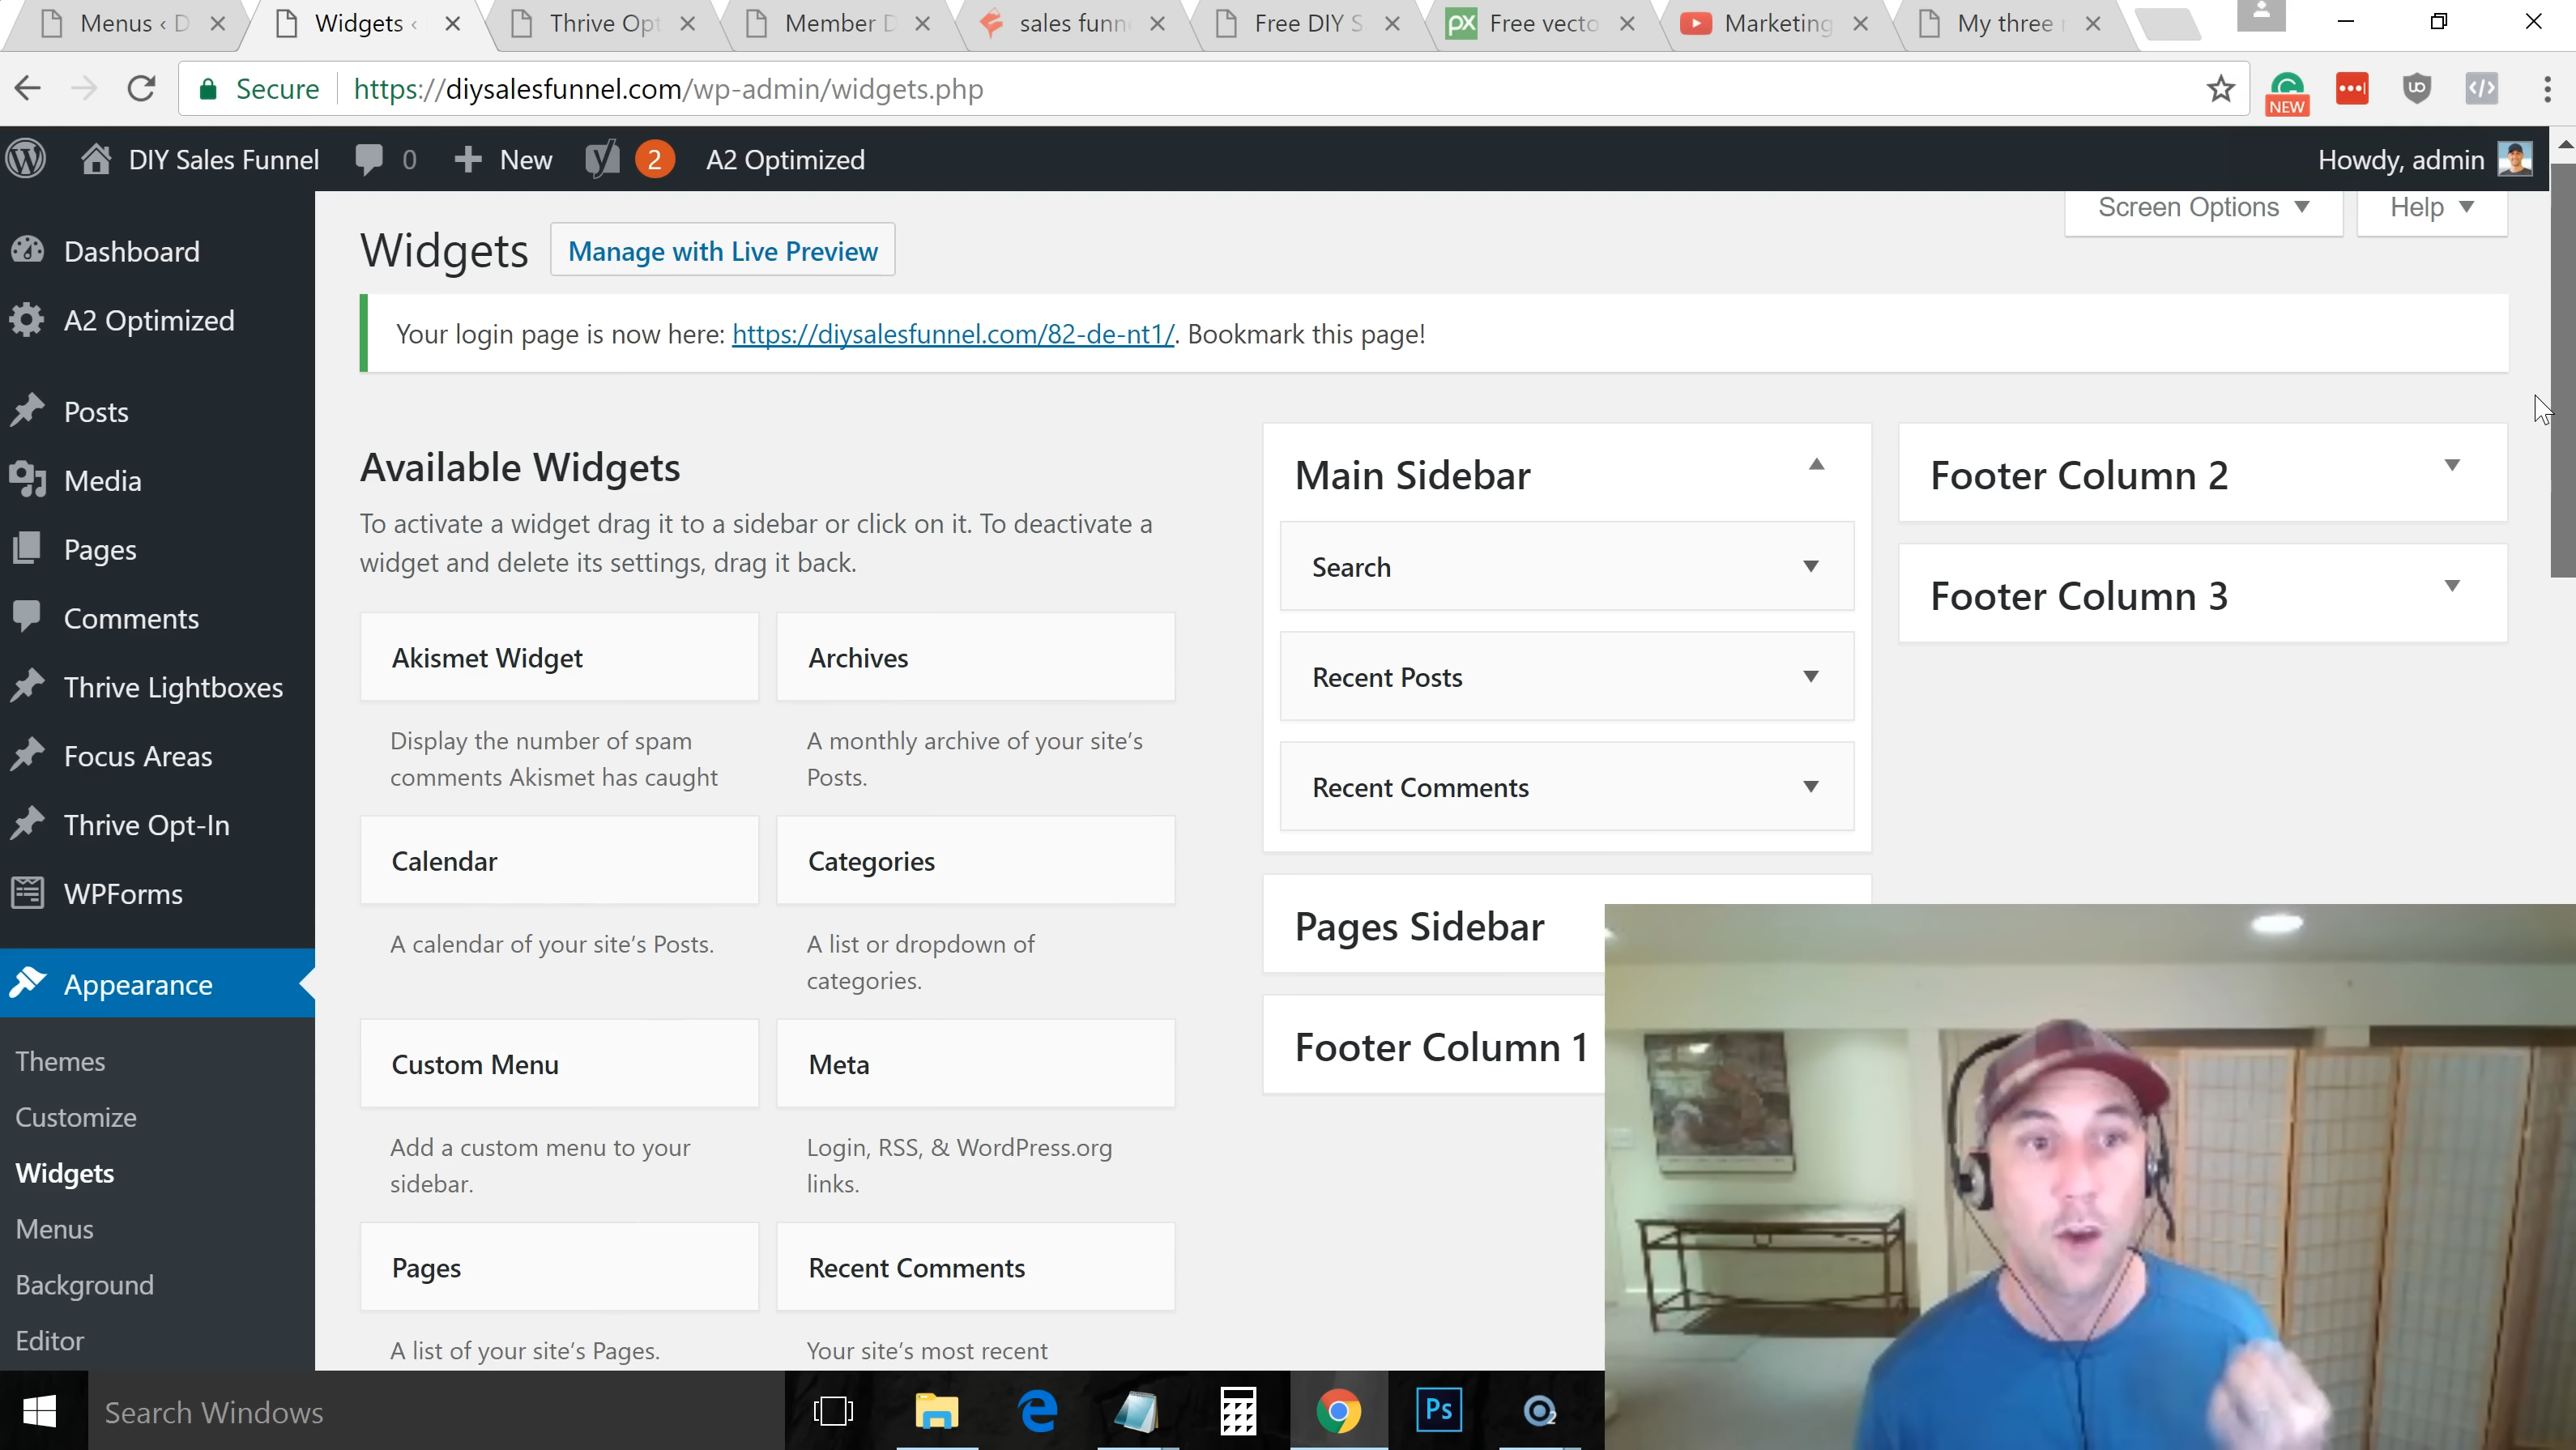 Menus ‹ D
Widgets ‹
Thrive Opt
Member D
sales funn
Free DIY S
px Free vecto
Marketing
My three r
Secure https://diysalesfunnel.com/wp-admin/widgets.php
NEW
DIY Sales Funnel 0 New 2 A2 Optimized Howdy, admin
Screen Options Help
Dashboard
A2 Optimized
Posts
Media
Pages
Comments
Thrive Lightboxes
Focus Areas
Thrive Opt-In
WPForms
Appearance
Themes
Customize
Widgets
Menus
Background
Editor
Widgets Manage with Live Preview
Your login page is now here: https://diysalesfunnel.com/82-de-nt1/. Bookmark this page!
Available Widgets
To activate a widget drag it to a sidebar or click on it. To deactivate a
widget and delete its settings, drag it back.
Akismet Widget
Display the number of spam
comments Akismet has caught
Archives
A monthly archive of your site's
Posts.
Calendar
A calendar of your site's Posts.
Categories
A list or dropdown of
categories.
Custom Menu
Add a custom menu to your
sidebar.
Meta
Login, RSS, & WordPress.org
links.
Pages
A list of your site's Pages.
Recent Comments
Your site's most recent
Main Sidebar
Search
Recent Posts
Recent Comments
Pages Sidebar
Footer Column 1
Footer Column 2
Footer Column 3
Search Windows
Ps
2